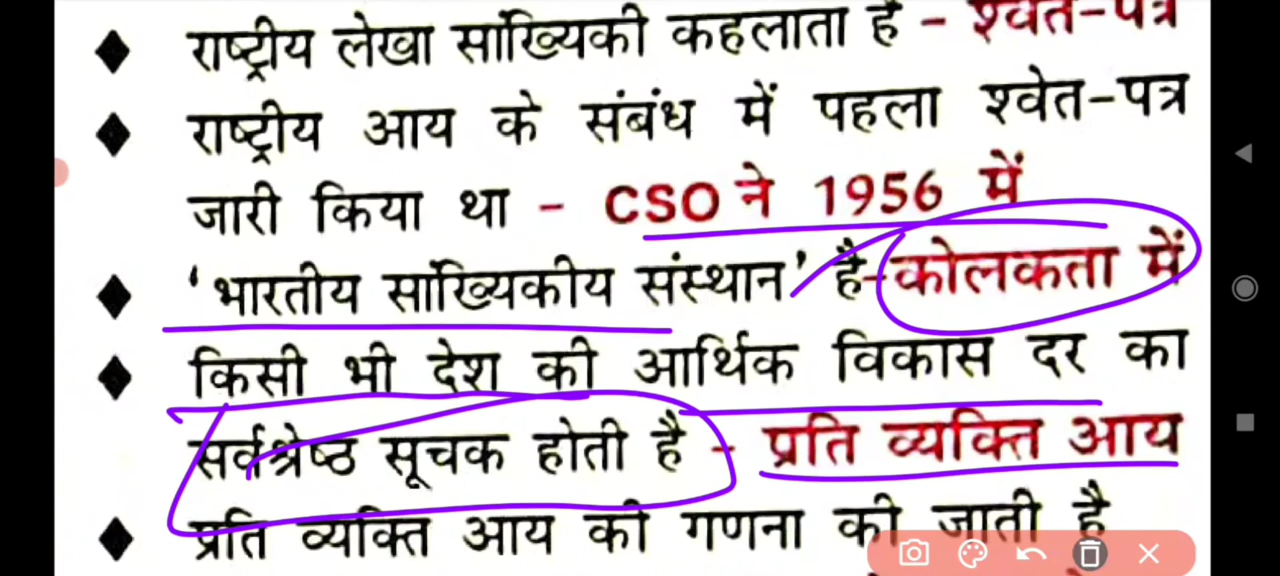 ◆ राष्ट्रीय लेखा सांख्यिकी कहलाता है - श्वेत-पत्र
◆ राष्ट्रीय आय के संबंध में पहला श्वेत-पत्र
जारी किया था - CSO ने 1956 में
◆ 'भारतीय सांख्यिकीय संस्थान' है-कोलकता में
◆ किसी भी देश की आर्थिक विकास दर का
सर्वश्रेष्ठ सूचक होती है - प्रति व्यक्ति आय
◆ प्रति व्यक्ति आय की गणना की जाती है